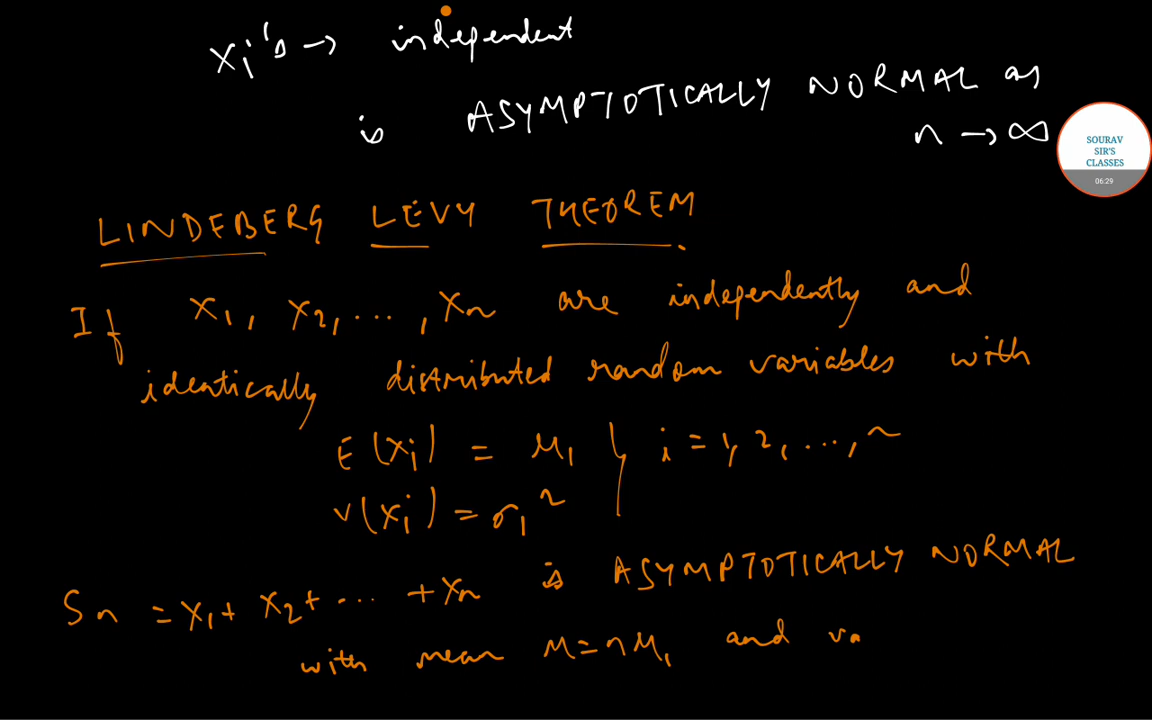 Xi's → independent
is ASYMPTOTICALLY NORMAL as
n → ∞
SOURAV
SIR'S
CLASSES
06:29
LINDEBERG LEVY THEOREM
If X1, X2, ..., Xn are independently and
identically distributed random variables with
E(Xi) = μ1 } i = 1, 2, ..., n
V(Xi) = σ1²
Sn = X1 + X2 + ... + Xn is ASYMPTOTICALLY NORMAL
with mean μ = nμ1 and va